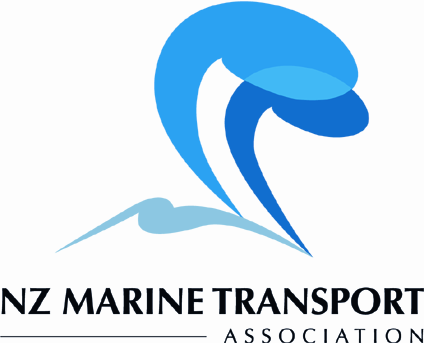 NZ MARINE TRANSPORT
ASSOCIATION